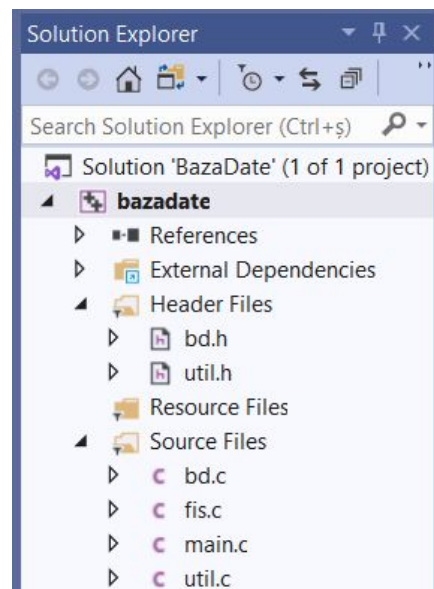 Solution Explorer
Search Solution Explorer (Ctrl+ș)
Solution 'BazaDate' (1 of 1 project)
bazadate
References
External Dependencies
Header Files
bd.h
util.h
Resource Files
Source Files
bd.c
fis.c
main.c
util.c